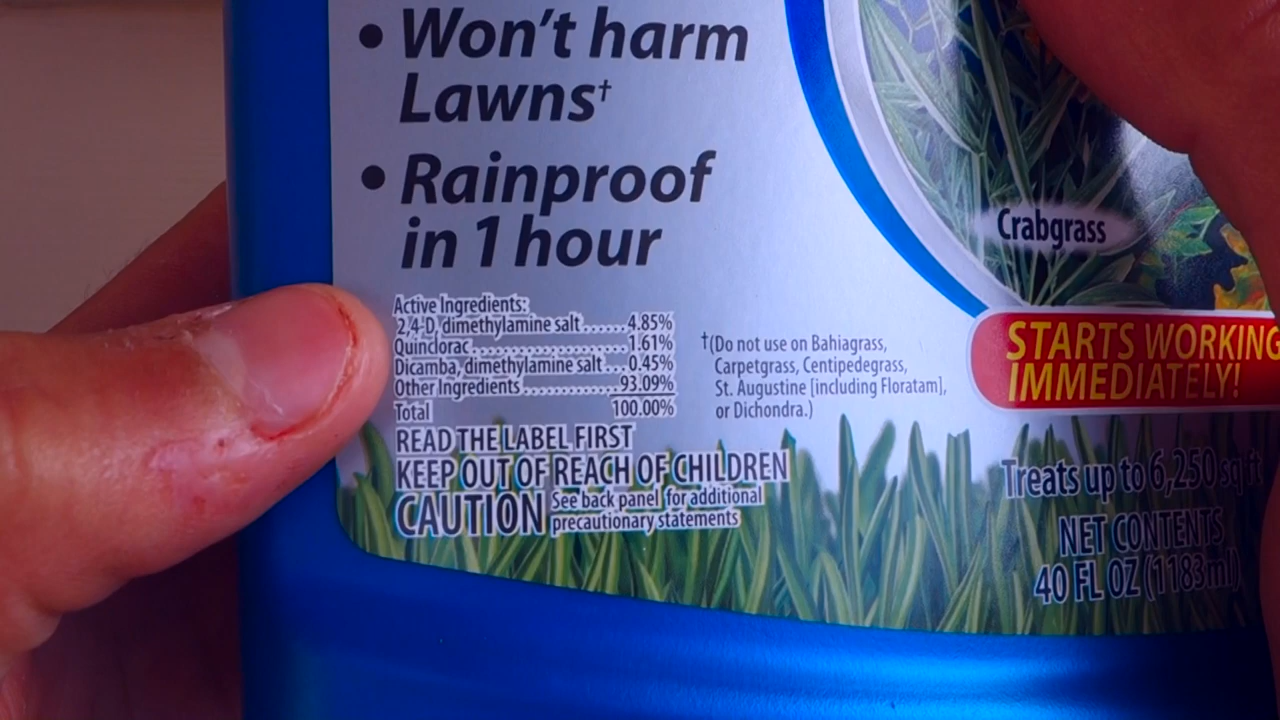 • Won't harm
Lawns†
• Rainproof
in 1 hour
Crabgrass
Active Ingredients:
2,4-D, dimethylamine salt......4.85%
Quinclorac....................1.61%
Dicamba, dimethylamine salt...0.45%
Other Ingredients..............93.09%
Total 100.00%
†(Do not use on Bahiagrass,
Carpetgrass, Centipedegrass,
St. Augustine [including Floratam],
or Dichondra.)
STARTS WORKING
IMMEDIATELY!
READ THE LABEL FIRST
KEEP OUT OF REACH OF CHILDREN
CAUTION See back panel for additional
precautionary statements
Treats up to 6,250 sq ft
NET CONTENTS
40 FL OZ (1183ml)